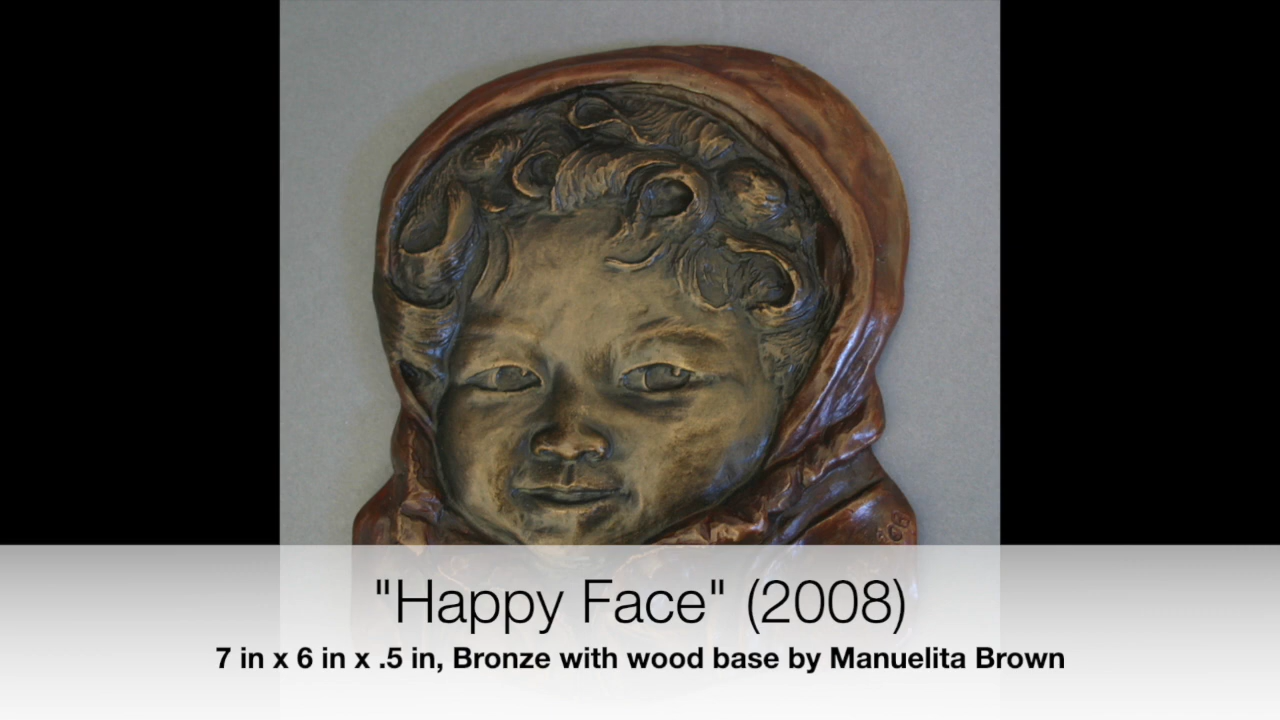 "Happy Face" (2008)
7 in x 6 in x .5 in, Bronze with wood base by Manuelita Brown